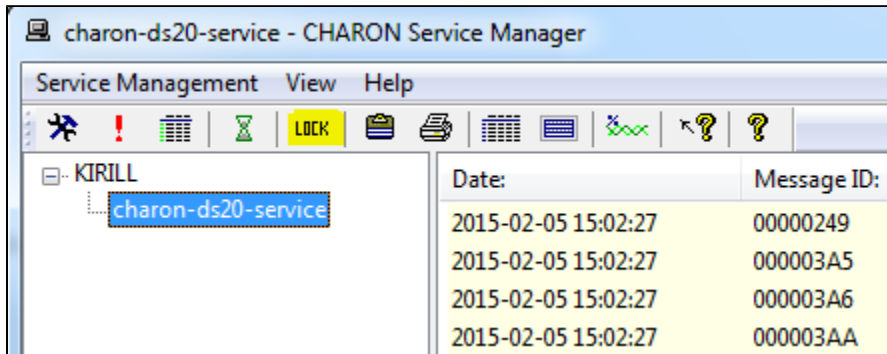 charon-ds20-service - CHARON Service Manager
Service Management View Help
LOCK
KIRILL
charon-ds20-service
Date: Message ID:
2015-02-05 15:02:27 00000249
2015-02-05 15:02:27 000003A5
2015-02-05 15:02:27 000003A6
2015-02-05 15:02:27 000003AA